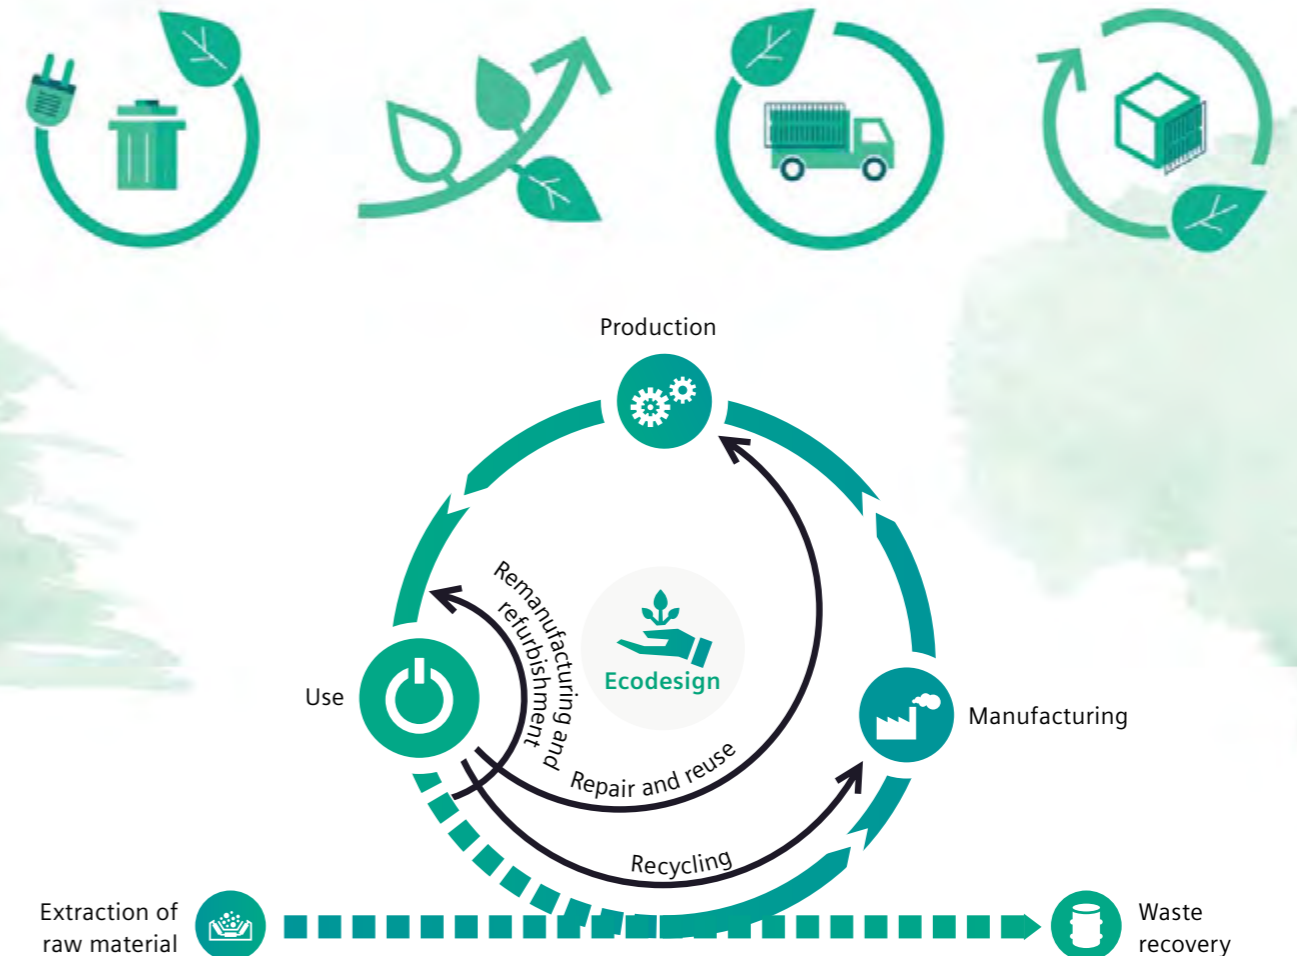 Production
Remanufacturing and
refurbishment
Ecodesign
Use
Manufacturing
Repair and reuse
Recycling
Extraction of
raw material
Waste
recovery